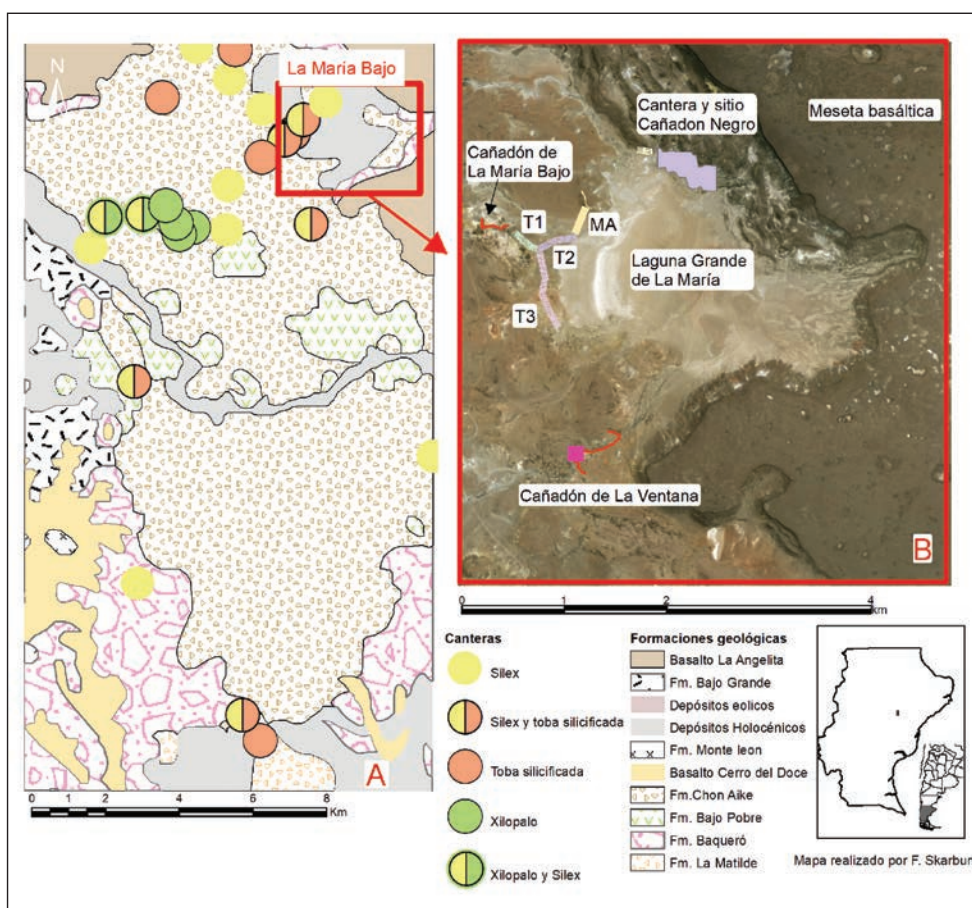 N
La María Bajo
A
0 2 4 6 8
Km
Cantera y sitio
Cañadon Negro
Meseta basáltica
Cañadón de
La María Bajo
T1
MA
T2
Laguna Grande
de La María
T3
Cañadón de La Ventana
B
0 1 2 4
km
Canteras
Silex
Silex y toba silicificada
Toba silicificada
Xilopalo
Xilopalo y Silex
Formaciones geológicas
Basalto La Angelita
Fm. Bajo Grande
Depósitos eolicos
Depósitos Holocénicos
Fm. Monte leon
Basalto Cerro del Doce
Fm.Chon Aike
Fm. Bajo Pobre
Fm. Baqueró
Fm. La Matilde
Mapa realizado por F. Skarbun